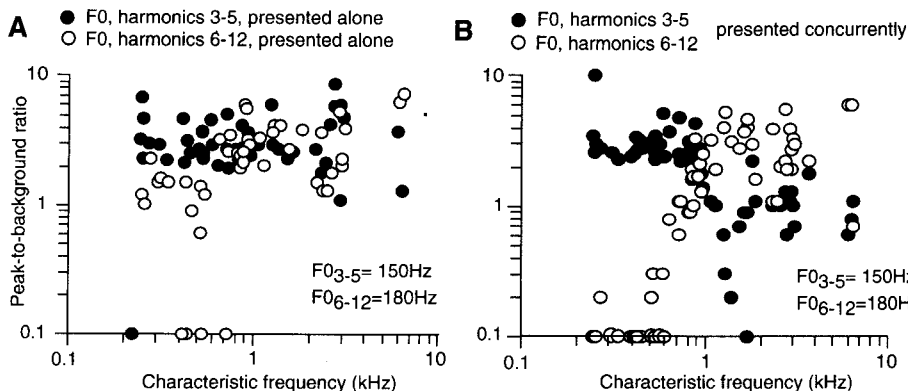 A
F0, harmonics 3-5, presented alone
F0, harmonics 6-12, presented alone
B
F0, harmonics 3-5
F0, harmonics 6-12
presented concurrently
Peak-to-background ratio
10
1
0.1
F03-5= 150Hz
F06-12=180Hz
0.1
1
10
Characteristic frequency (kHz)
10
1
0.1
F03-5= 150H
F06-12= 180H
0.1
1
10
Characteristic frequency (kHz)